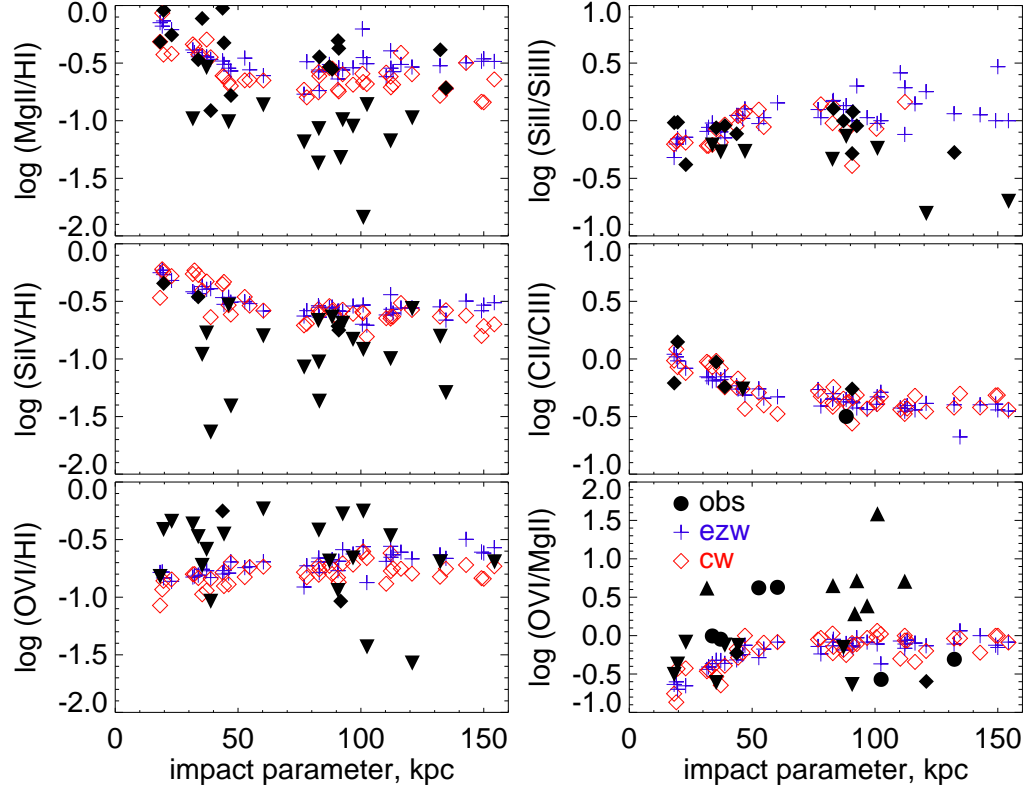 0.0
-0.5
-1.0
-1.5
-2.0
log (MgII/HI)
1.0
0.5
0.0
-0.5
-1.0
log (SiII/SiIII)
0.0
-0.5
-1.0
-1.5
-2.0
log (SiIV/HI)
1.0
0.5
0.0
-0.5
-1.0
log (CII/CIII)
0.0
-0.5
-1.0
-1.5
-2.0
log (OVI/HI)
0 50 100 150
impact parameter, kpc
2.0
1.5
1.0
0.5
0.0
-0.5
-1.0
log (OVI/MgII)
obs
ezw
cw
0 50 100 150
impact parameter, kpc